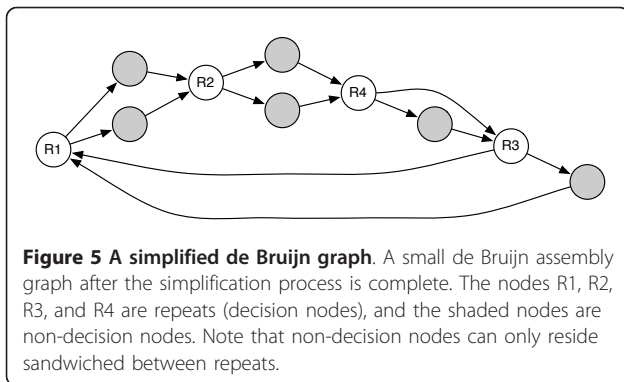 R1
R2
R4
R3
Figure 5 A simplified de Bruijn graph. A small de Bruijn assembly
graph after the simplification process is complete. The nodes R1, R2,
R3, and R4 are repeats (decision nodes), and the shaded nodes are
non-decision nodes. Note that non-decision nodes can only reside
sandwiched between repeats.